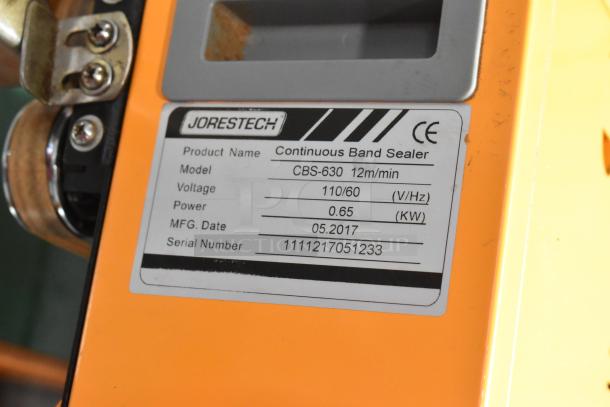 JORESTECH
CE
Product Name Continuous Band Sealer
Model CBS-630 12m/min
Voltage 110/60 (V/Hz)
Power 0.65 (KW)
MFG. Date 05.2017
Serial Number 1111217051233